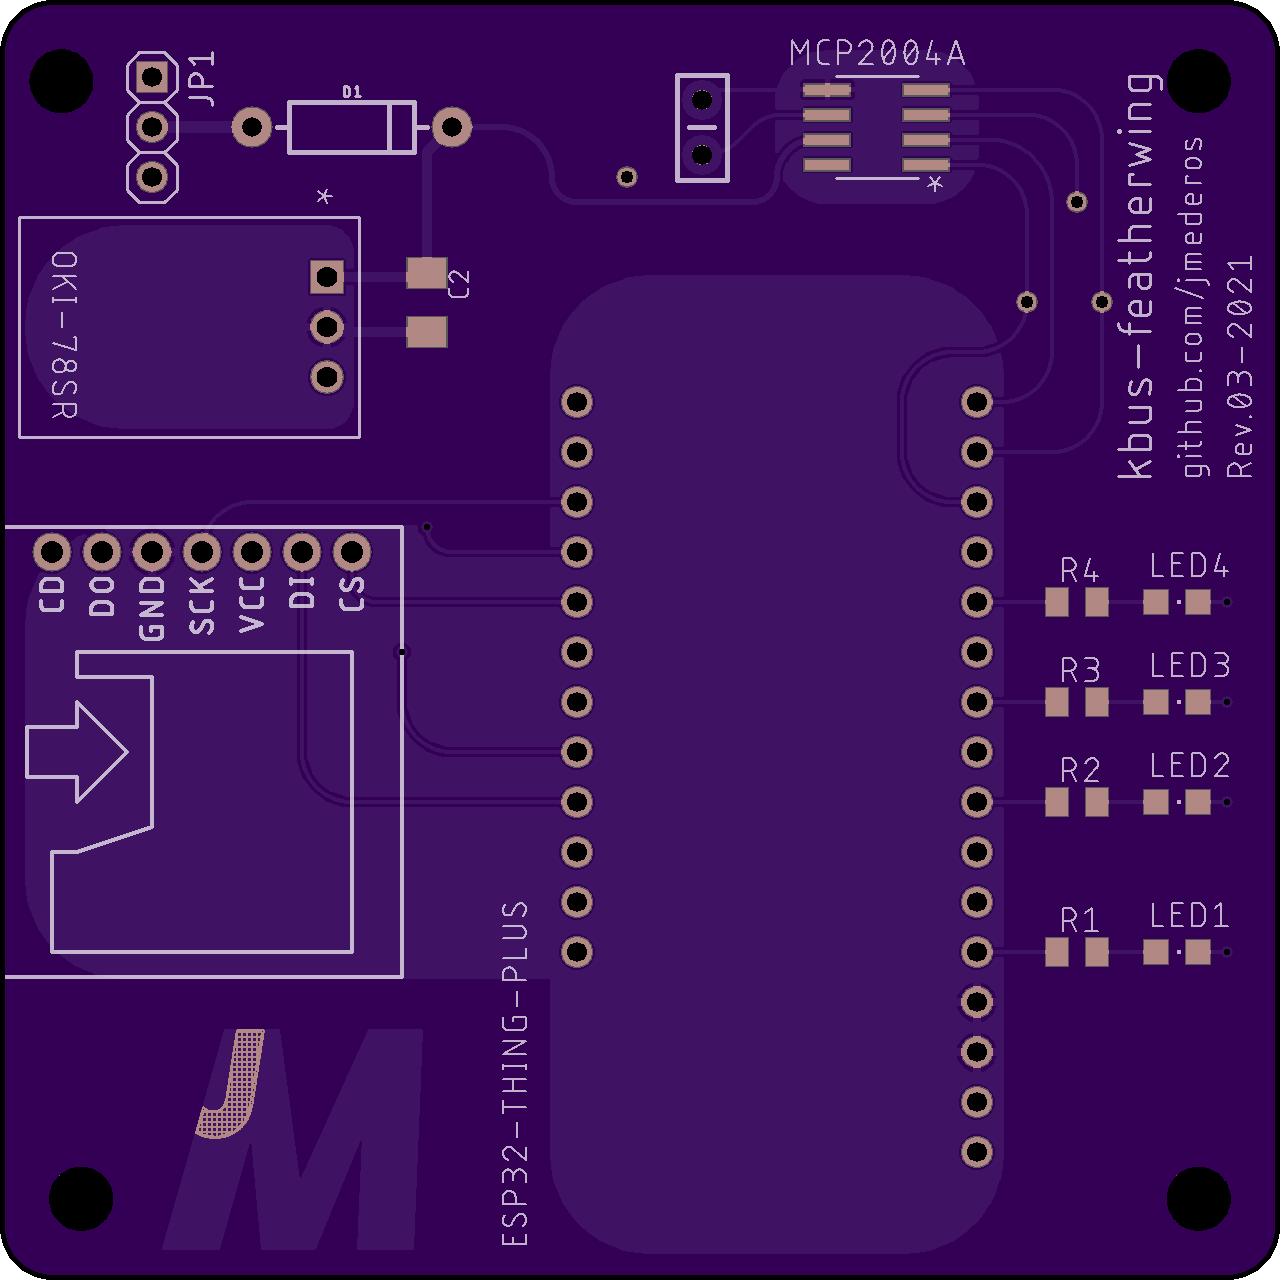 MCP2004A
JP1
D1
*
*
kbus-featherwing
github.com/jmederos
Rev.03-2021
OKI-78SR
C2
CD
DO
GND
SCK
VCC
DI
CS
R4
LED4
R3
LED3
R2
LED2
R1
LED1
ESP32-THING-PLUS
JM